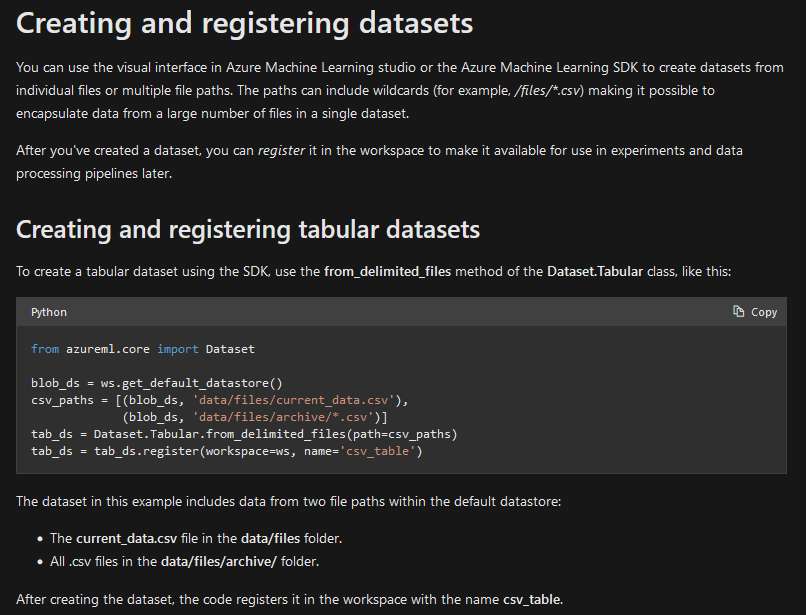 Creating and registering datasets
You can use the visual interface in Azure Machine Learning studio or the Azure Machine Learning SDK to create datasets from
individual files or multiple file paths. The paths can include wildcards (for example, /files/*.csv) making it possible to
encapsulate data from a large number of files in a single dataset.
After you've created a dataset, you can register it in the workspace to make it available for use in experiments and data
processing pipelines later.
Creating and registering tabular datasets
To create a tabular dataset using the SDK, use the from_delimited_files method of the Dataset.Tabular class, like this:
Python Copy
from azureml.core import Dataset
blob_ds = ws.get_default_datastore()
csv_paths = [(blob_ds, 'data/files/current_data.csv'),
(blob_ds, 'data/files/archive/*.csv')]
tab_ds = Dataset.Tabular.from_delimited_files(path=csv_paths)
tab_ds = tab_ds.register(workspace=ws, name='csv_table')
The dataset in this example includes data from two file paths within the default datastore:
• The current_data.csv file in the data/files folder.
• All .csv files in the data/files/archive/ folder.
After creating the dataset, the code registers it in the workspace with the name csv_table.